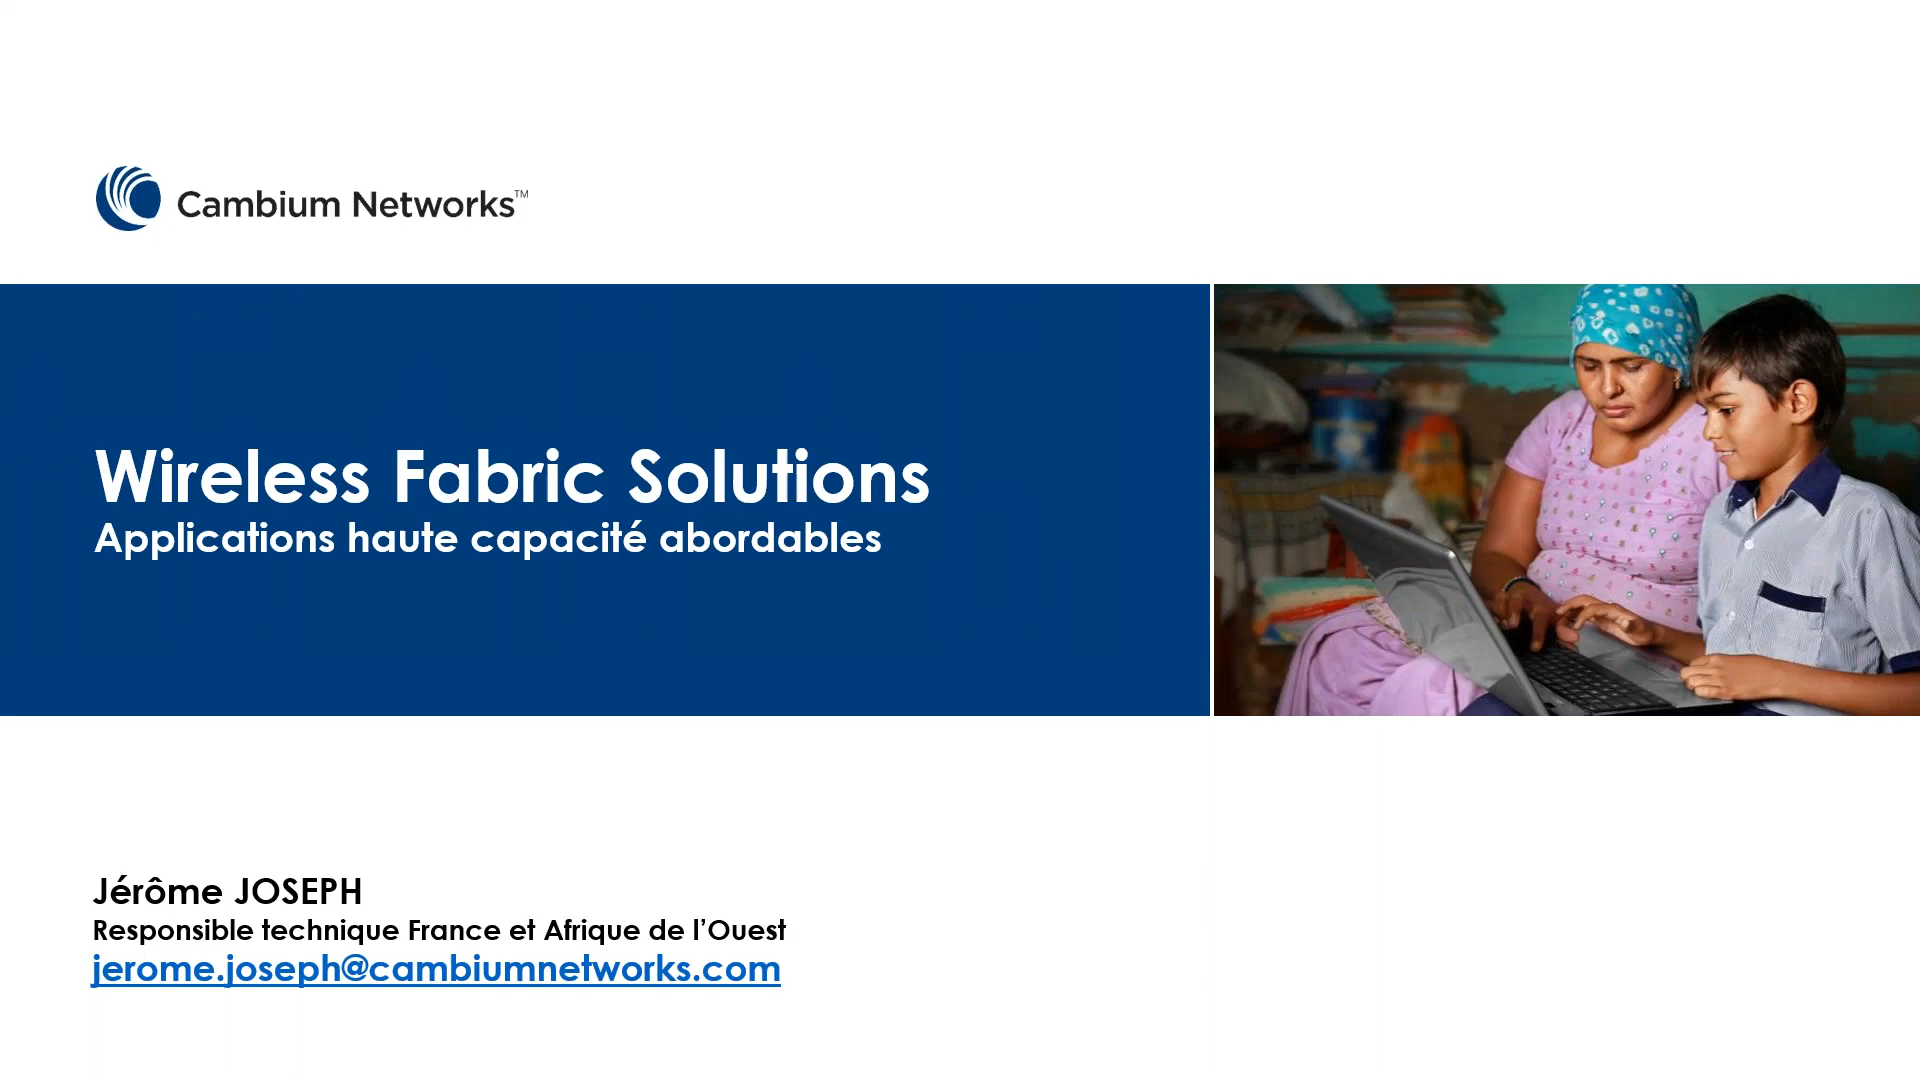 Cambium Networks™
Wireless Fabric Solutions
Applications haute capacité abordables
Jérôme JOSEPH
Responsible technique France et Afrique de l’Ouest
jerome.joseph@cambiumnetworks.com